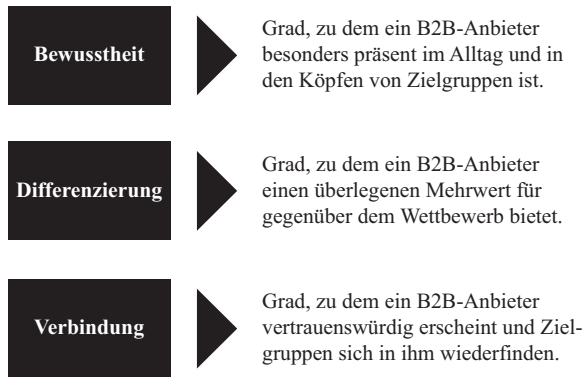 Bewusstheit
Grad, zu dem ein B2B-Anbieter
besonders präsent im Alltag und in
den Köpfen von Zielgruppen ist.
Differenzierung
Grad, zu dem ein B2B-Anbieter
einen überlegenen Mehrwert für
gegenüber dem Wettbewerb bietet.
Verbindung
Grad, zu dem ein B2B-Anbieter
vertrauenswürdig erscheint und Ziel-
gruppen sich in ihm wiederfinden.